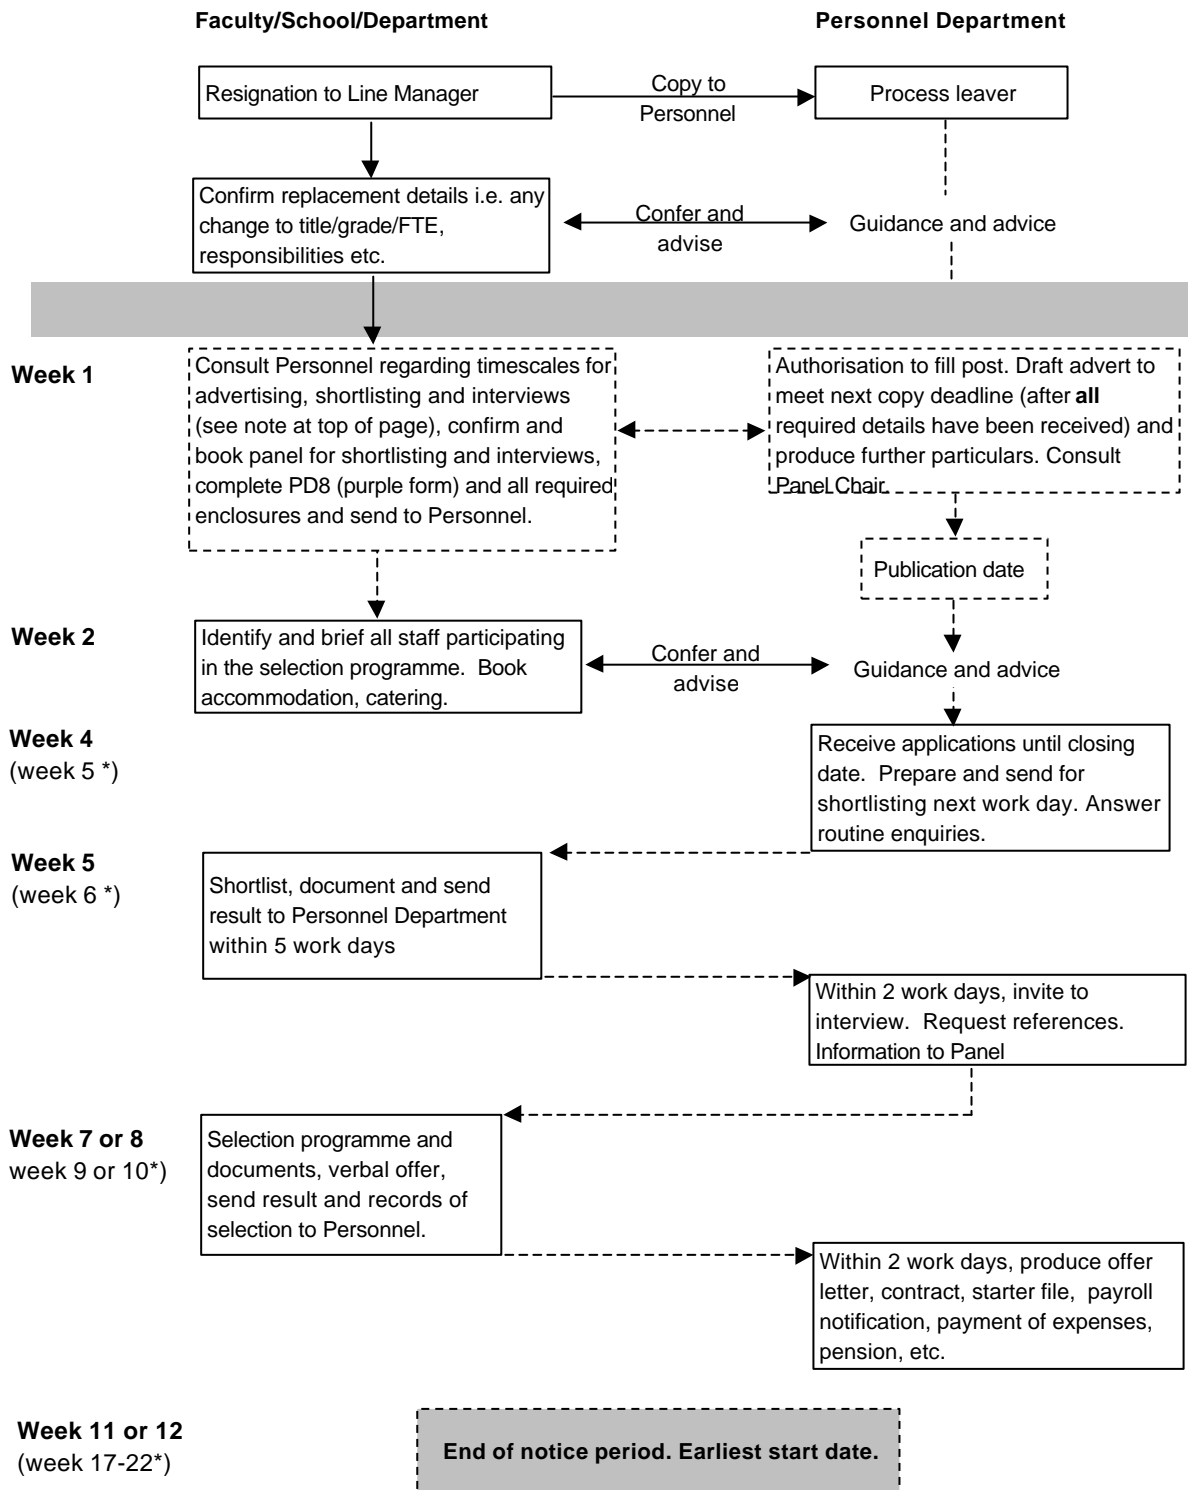 Faculty/School/Department
Personnel Department
Resignation to Line Manager
Copy to
Personnel
Process leaver
Confirm replacement details i.e. any
change to title/grade/FTE,
responsibilities etc.
Confer and
advise
Guidance and advice
Week 1
Consult Personnel regarding timescales for
advertising, shortlisting and interviews
(see note at top of page), confirm and
book panel for shortlisting and interviews,
complete PD8 (purple form) and all required
enclosures and send to Personnel.
Authorisation to fill post. Draft advert to
meet next copy deadline (after all
required details have been received) and
produce further particulars. Consult
Panel Chair.
Publication date
Week 2
Identify and brief all staff participating
in the selection programme. Book
accommodation, catering.
Confer and
advise
Guidance and advice
Week 4
(week 5 *)
Receive applications until closing
date. Prepare and send for
shortlisting next work day. Answer
routine enquiries.
Week 5
(week 6 *)
Shortlist, document and send
result to Personnel Department
within 5 work days
Within 2 work days, invite to
interview. Request references.
Information to Panel
Week 7 or 8
week 9 or 10*)
Selection programme and
documents, verbal offer,
send result and records of
selection to Personnel.
Within 2 work days, produce offer
letter, contract, starter file, payroll
notification, payment of expenses,
pension, etc.
Week 11 or 12
(week 17-22*)
End of notice period. Earliest start date.